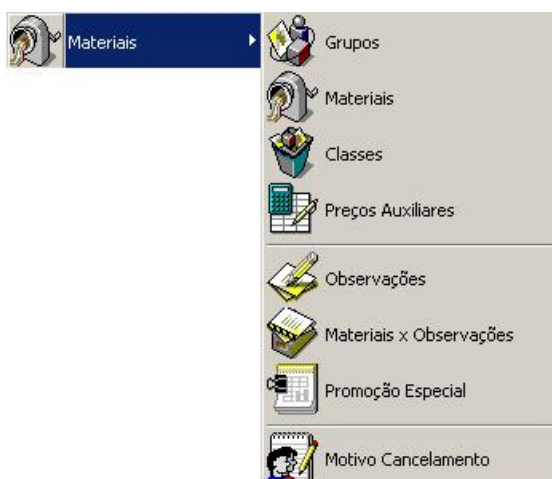 Materiais
Grupos
Materiais
Classes
Preços Auxiliares
Observações
Materiais x Observações
Promoção Especial
Motivo Cancelamento